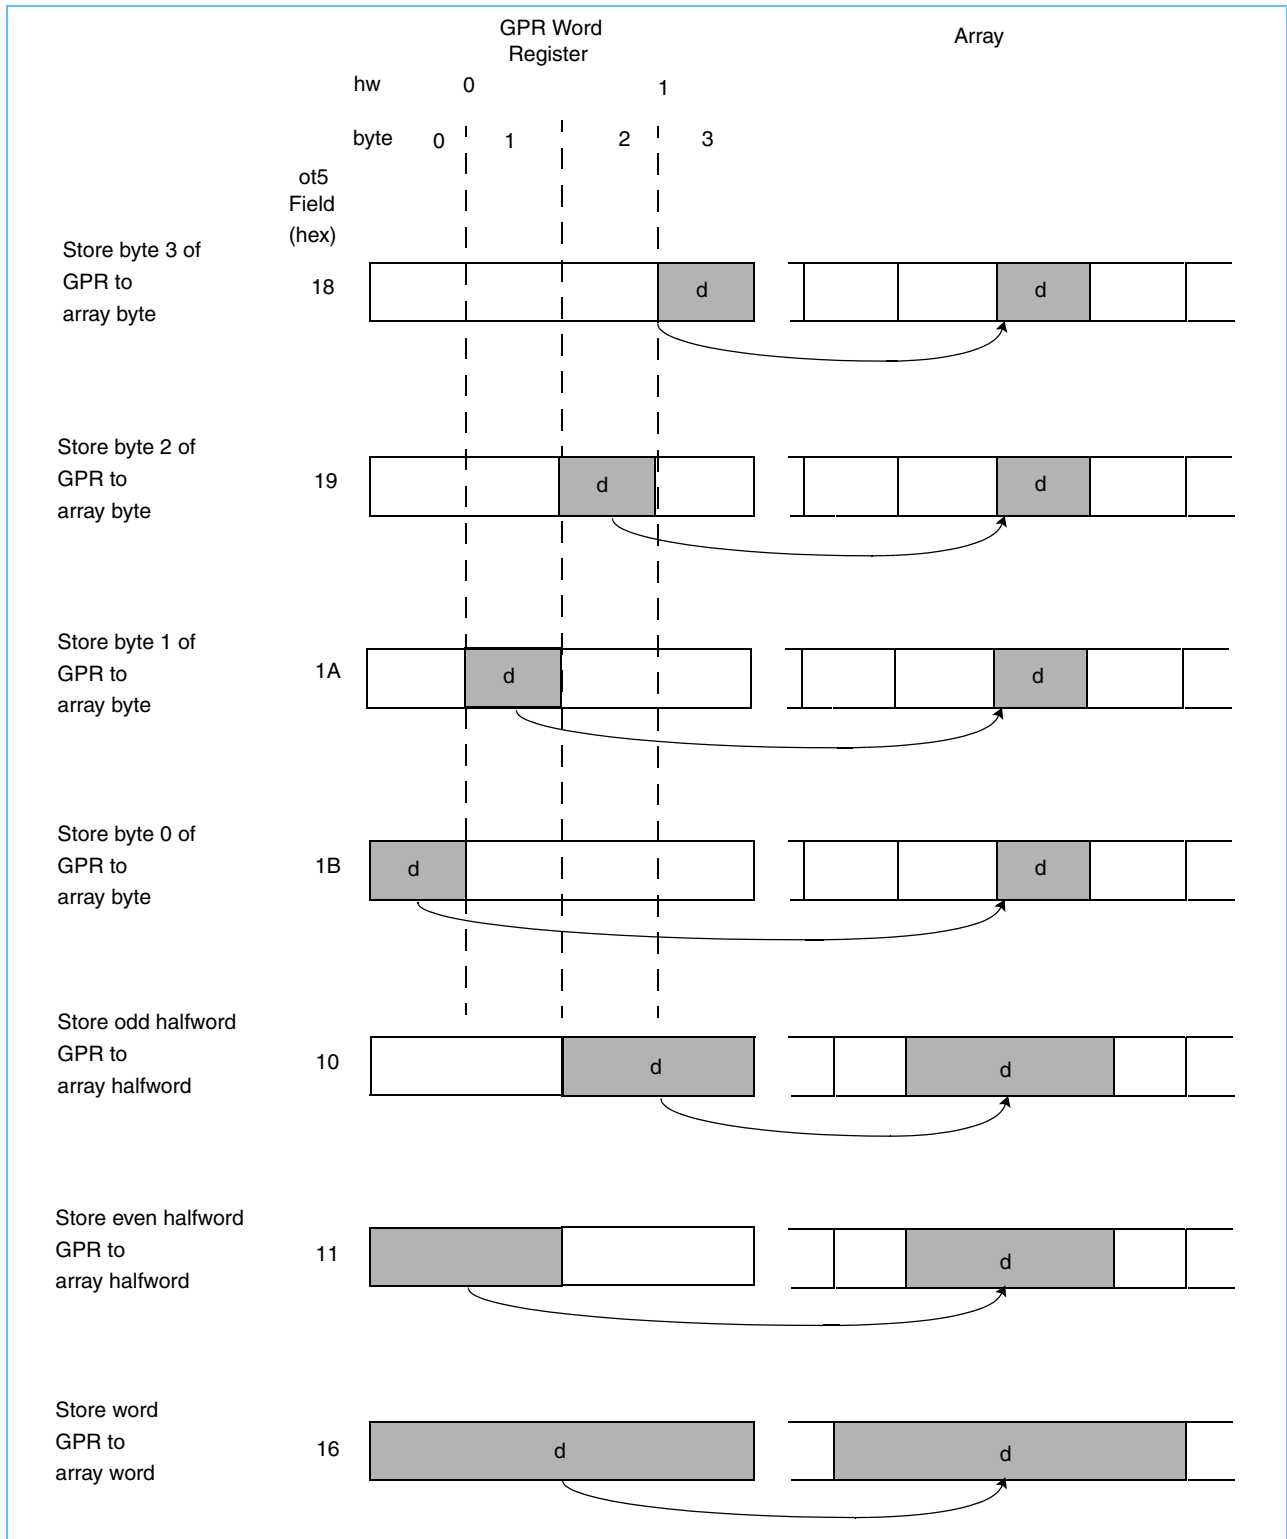 GPR Word
Register
Array
hw 0 1
byte 0 1 2 3
ot5
Field
(hex)
Store byte 3 of
GPR to
array byte
18
d
d
Store byte 2 of
GPR to
array byte
19
d
d
Store byte 1 of
GPR to
array byte
1A
d
d
Store byte 0 of
GPR to
array byte
1B
d
d
Store odd halfword
GPR to
array halfword
10
d
d
Store even halfword
GPR to
array halfword
11
d
Store word
GPR to
array word
16
d
d